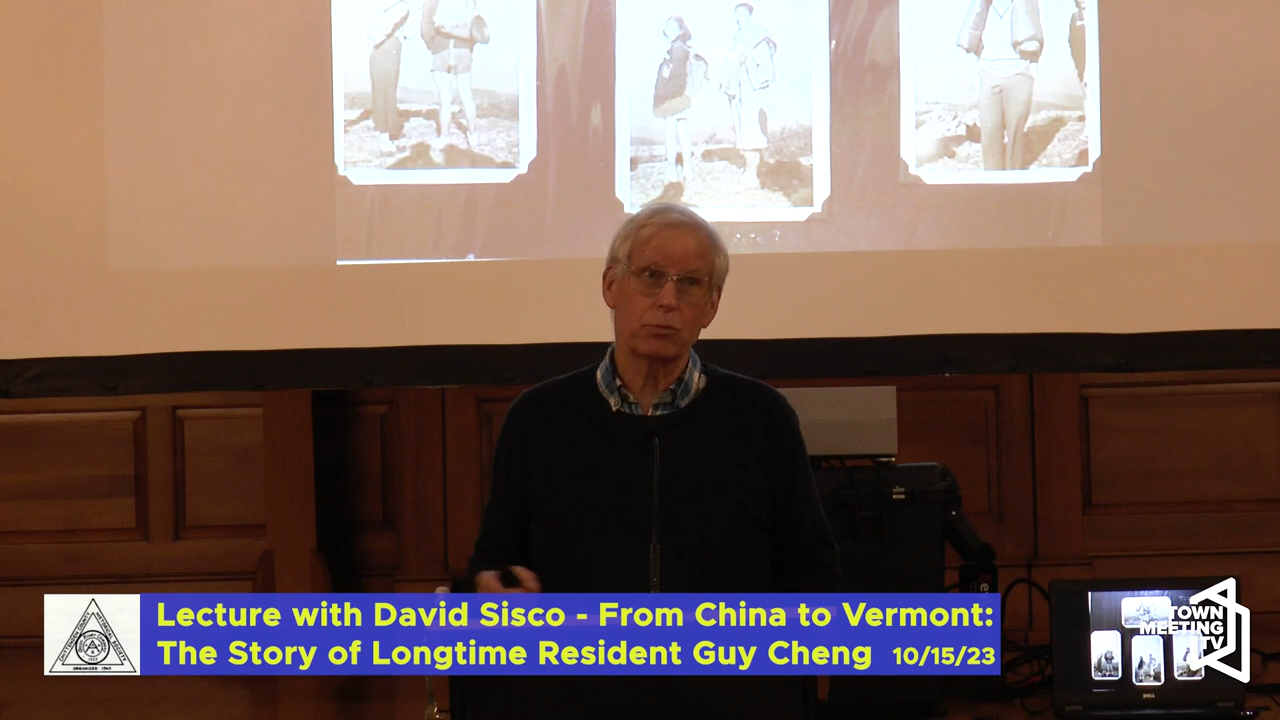 Lecture with David Sisco - From China to Vermont:
The Story of Longtime Resident Guy Cheng 10/15/23
TOWN
MEETING
TV
DELL